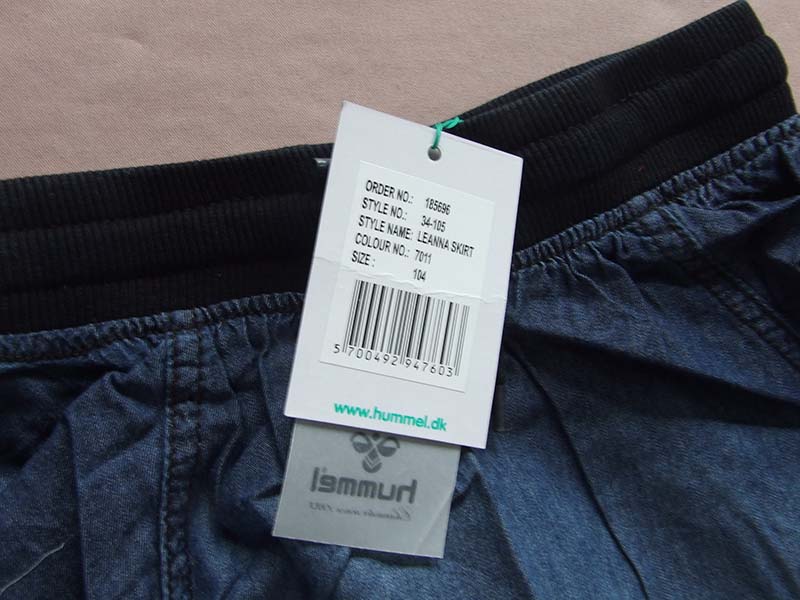 ORDER NO.: 185696
STYLE NO.: 34-105
STYLE NAME: LEANNA SKIRT
COLOUR NO.: 7011
SIZE : 104
5 700492 947603
www.hummel.dk
hummel